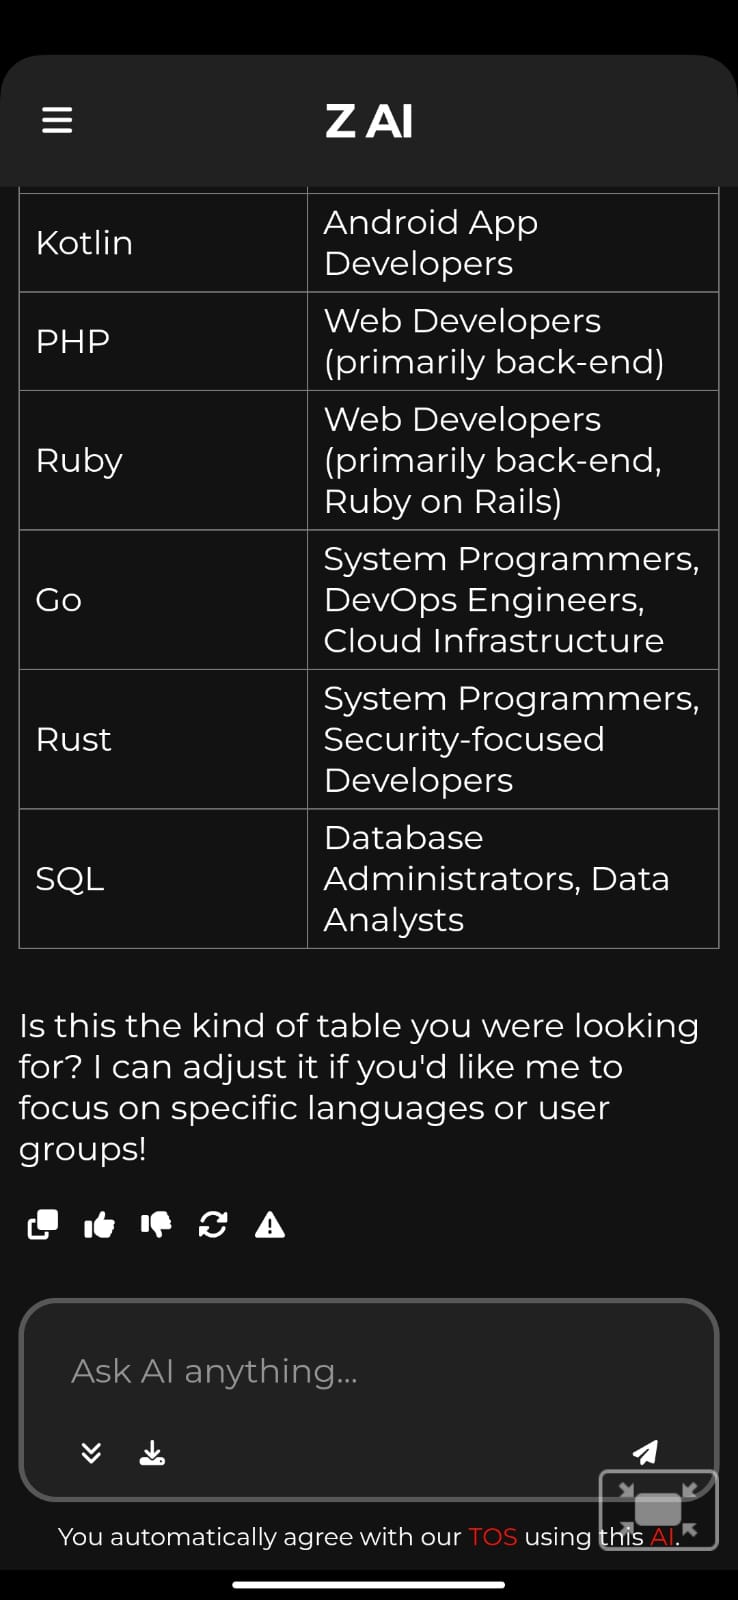 Z AI
Kotlin
Android App
Developers
PHP
Web Developers
(primarily back-end)
Ruby
Web Developers
(primarily back-end,
Ruby on Rails)
Go
System Programmers,
DevOps Engineers,
Cloud Infrastructure
Rust
System Programmers,
Security-focused
Developers
SQL
Database
Administrators, Data
Analysts
Is this the kind of table you were looking
for? I can adjust it if you'd like me to
focus on specific languages or user
groups!
Ask AI anything...
You automatically agree with our TOS using this AI.